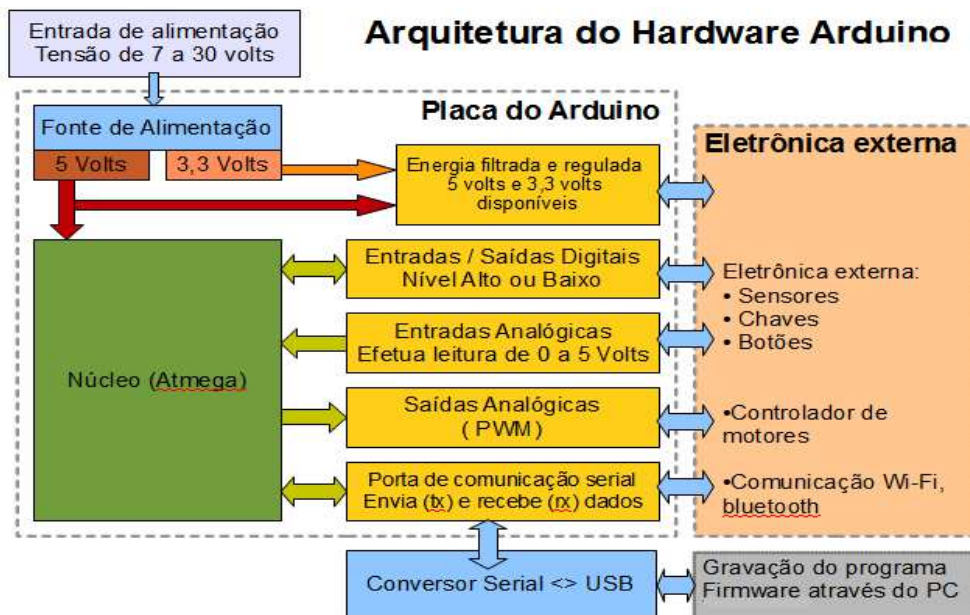 Entrada de alimentação
Tensão de 7 a 30 volts
Arquitetura do Hardware Arduino
Placa do Arduino
Fonte de Alimentação
5 Volts
3,3 Volts
Energia filtrada e regulada
5 volts e 3,3 volts
disponíveis
Eletrônica externa
Núcleo (Atmega)
Entradas / Saídas Digitais
Nível Alto ou Baixo
Entradas Analógicas
Efetua leitura de 0 a 5 Volts
Saídas Analógicas
( PWM)
Porta de comunicação serial
Envia (tx) e recebe (rx) dados
Eletrônica externa:
• Sensores
• Chaves
• Botões
•Controlador de
motores
•Comunicação Wi-Fi,
bluetooth
Conversor Serial <> USB
Gravação do programa
Firmware através do PC